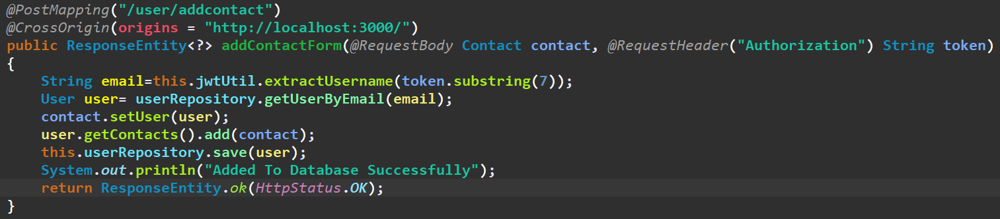 @PostMapping("/user/addcontact")
@CrossOrigin(origins = "http://localhost:3000/")
public ResponseEntity<?> addContactForm(@RequestBody Contact contact, @RequestHeader("Authorization") String token)
{
    String email=this.jwtUtil.extractUsername(token.substring(7));
    User user= userRepository.getUserByEmail(email);
    contact.setUser(user);
    user.getContacts().add(contact);
    this.userRepository.save(user);
    System.out.println("Added To Database Successfully");
    return ResponseEntity.ok(HttpStatus.OK);
}